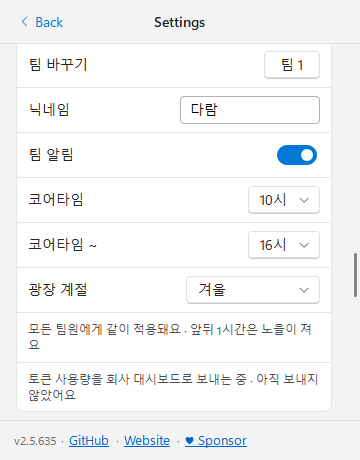 Back
Settings
팀 바꾸기
팀 1
닉네임
다람
팀 알림
코어타임
10시
코어타임 ~
16시
광장 계절
겨울
모든 팀원에게 같이 적용돼요 · 앞뒤 1시간은 노을이 져
요
토큰 사용량을 회사 대시보드로 보내는 중 · 아직 보내지
않았어요
v2.5.635 · GitHub · Website · Sponsor